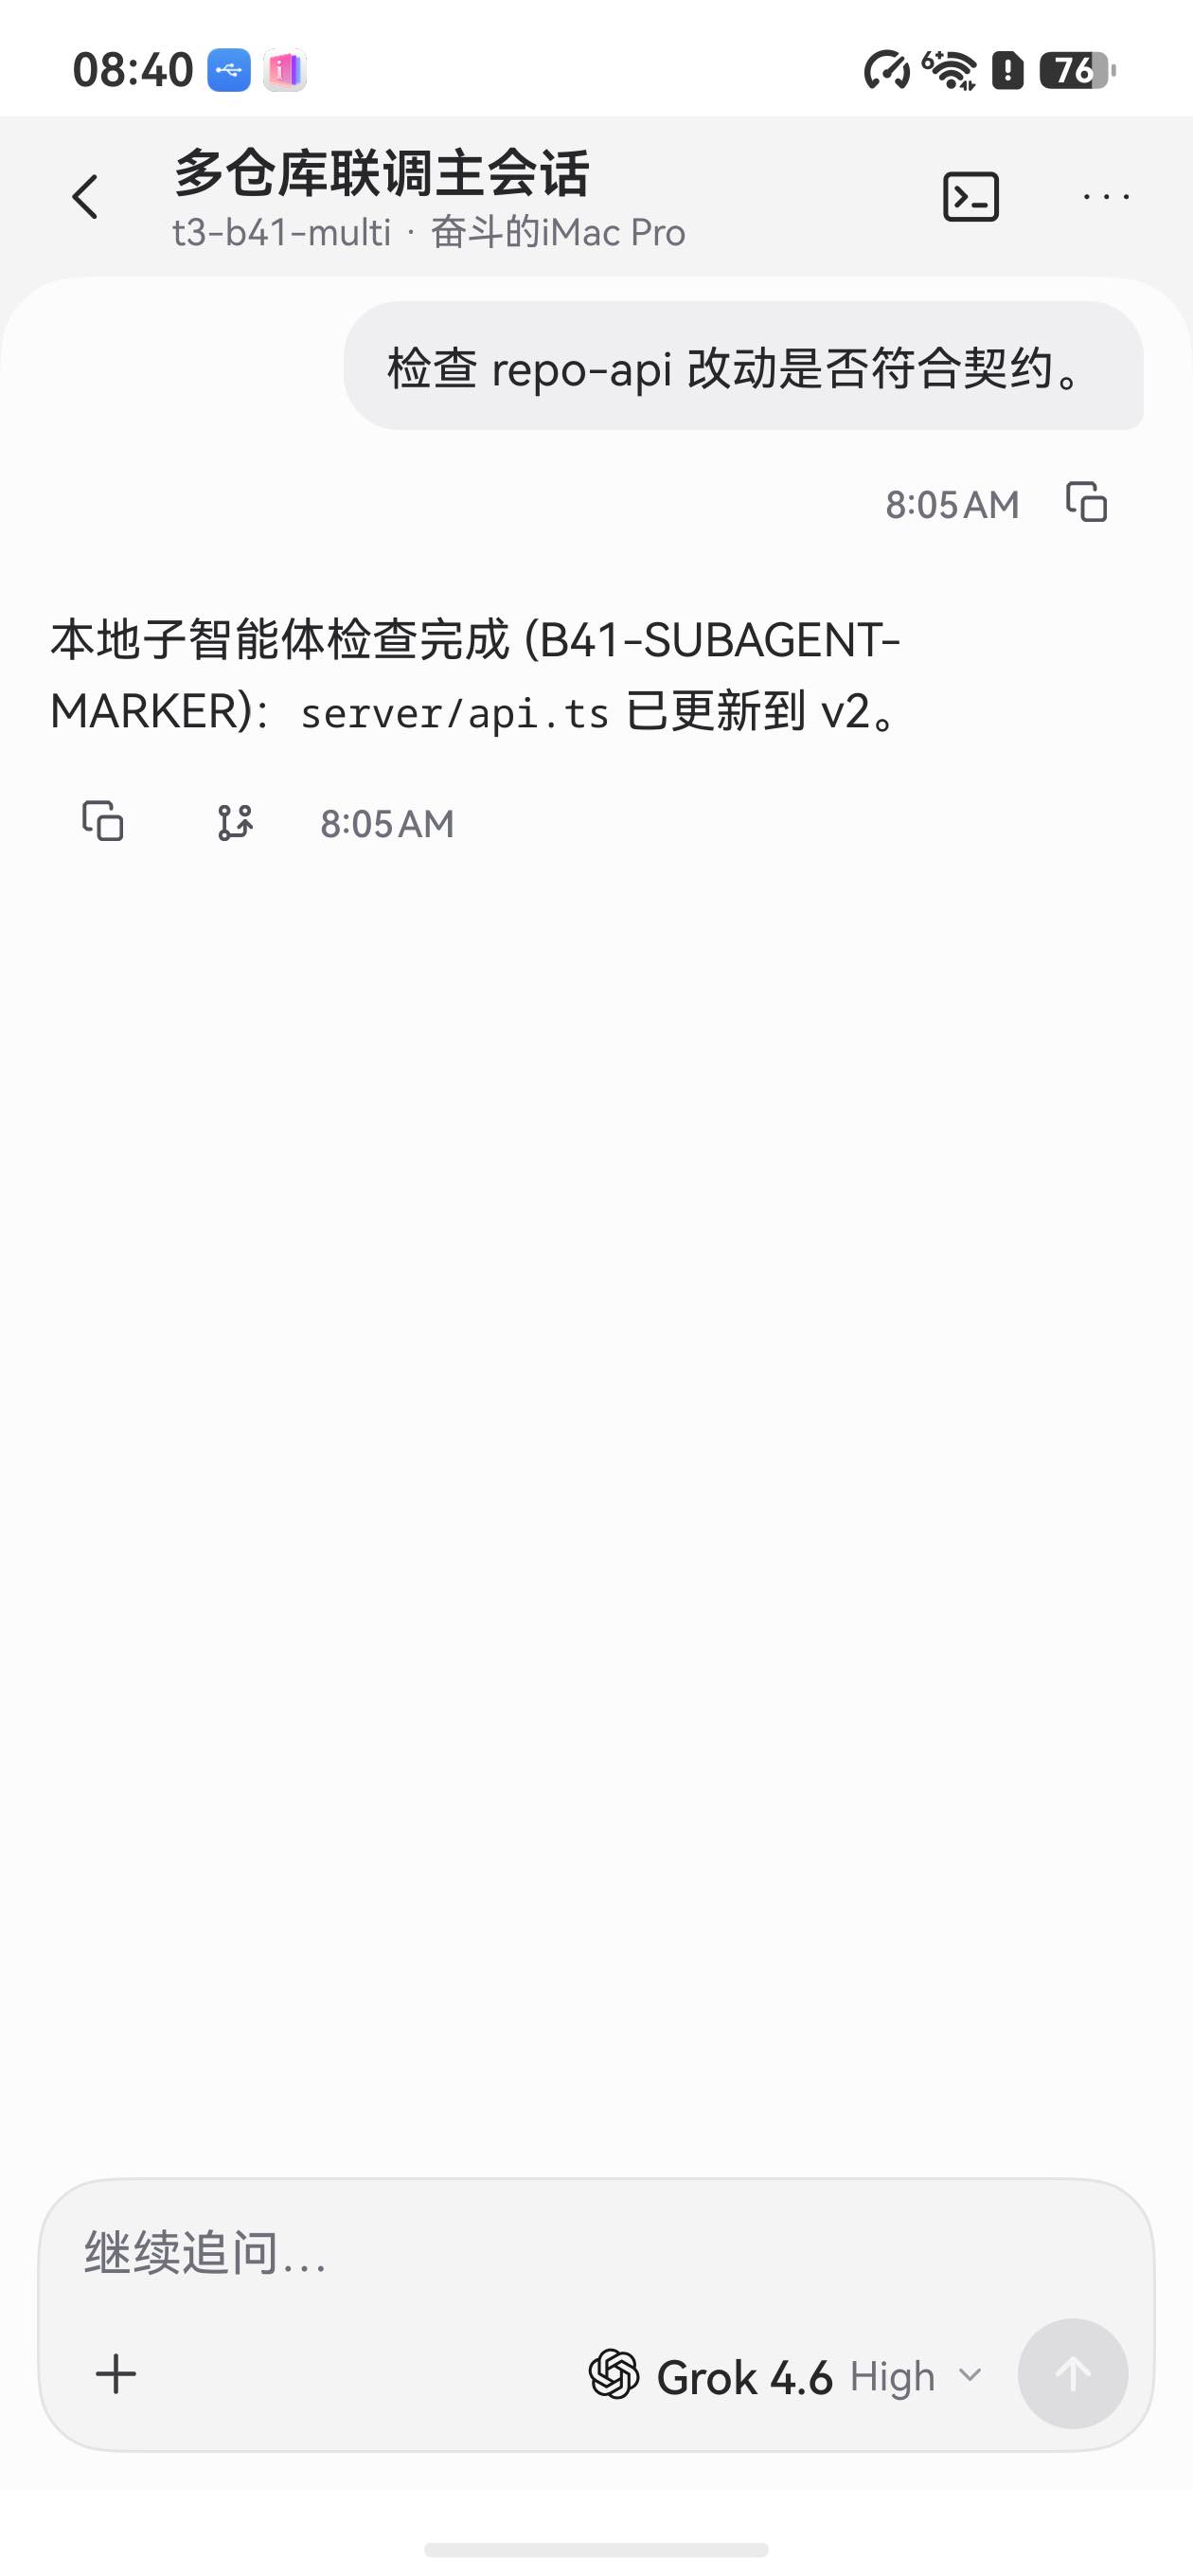 08:40
6+
76
多仓库联调主会话
t3-b41-multi · 奋斗的iMac Pro
检查 repo-api 改动是否符合契约。
8:05 AM
本地子智能体检查完成 (B41-SUBAGENT-
MARKER)：server/api.ts 已更新到 v2。
8:05 AM
继续追问...
Grok 4.6 High